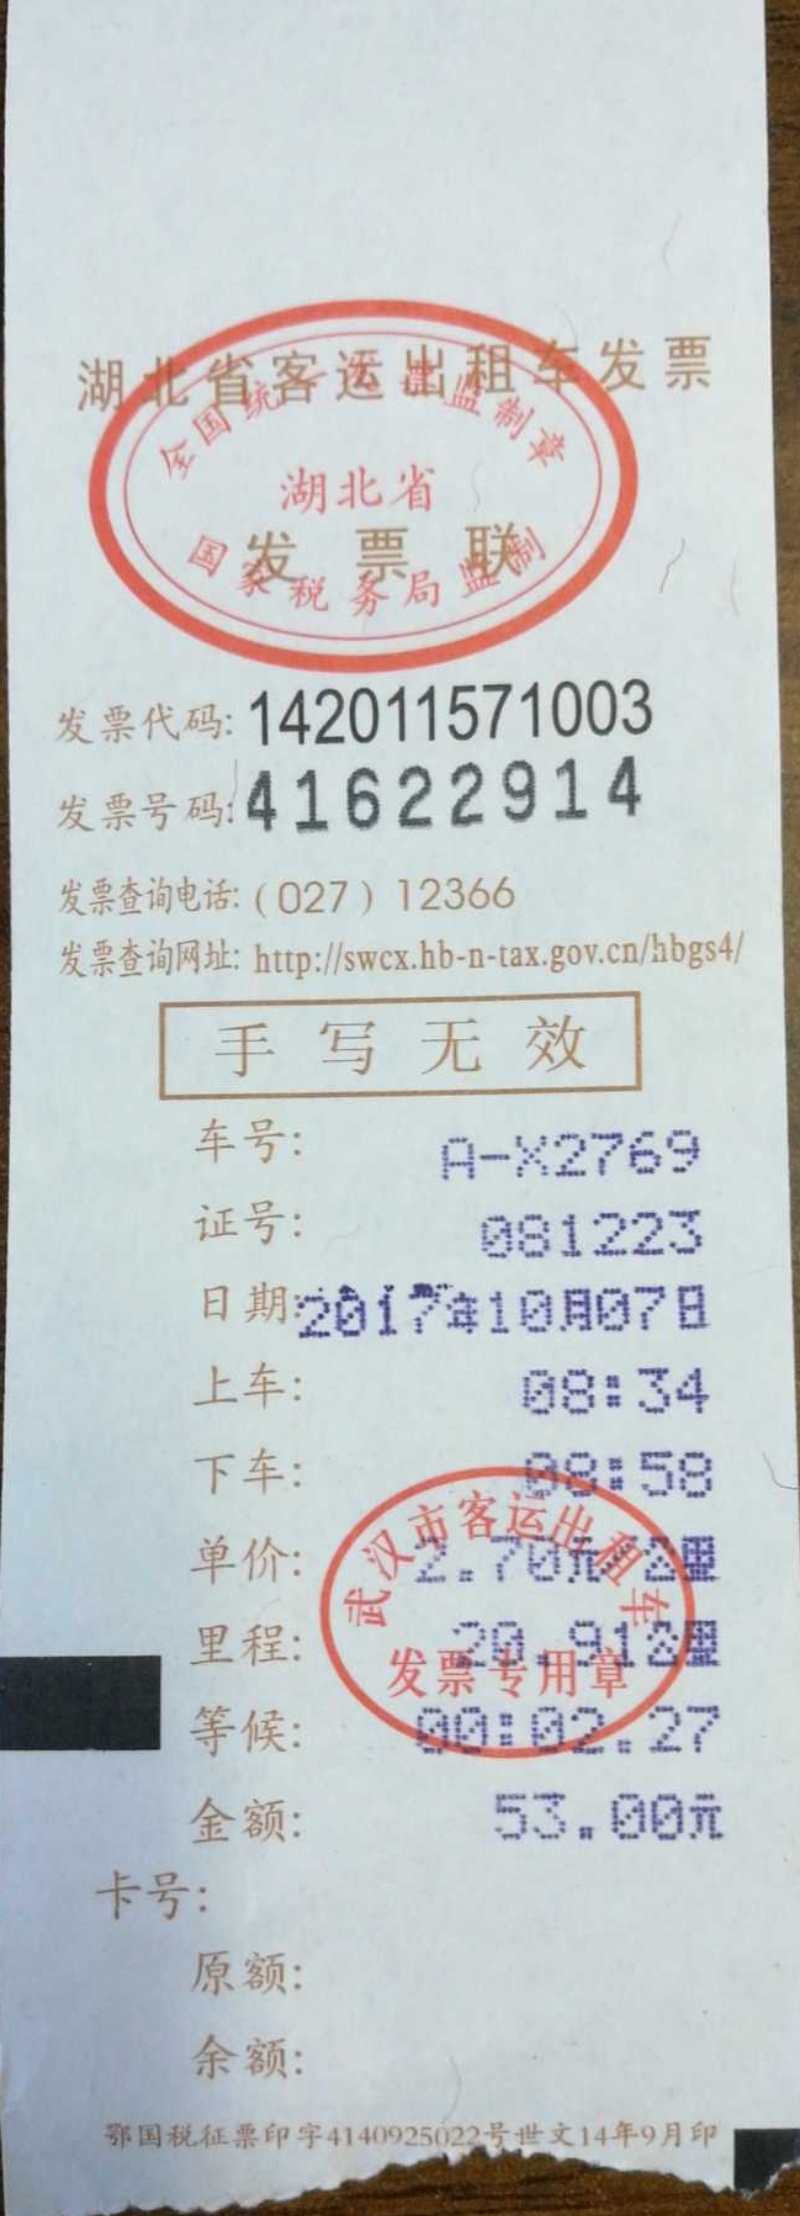 湖北省客运出租车发票
全国统一发票监制章
湖北省
发票联
国家税务局监制
发票代码:142011571003
发票号码:41622914
发票查询电话:(027)12366
发票查询网址:http://swcx.hb-n-tax.gov.cn/hbgs4/
手写无效
车号: A-X2769
证号: 081223
日期:2017年10月07日
上车: 08:34
下车: 08:58
武汉市客运出租车
单价: 2.70元/公里
里程: 20.91公里
发票专用章
等候: 00:02.27
金额: 53.00元
卡号:
原额:
余额:
鄂国税征票印字4140925022号世文14年9月印